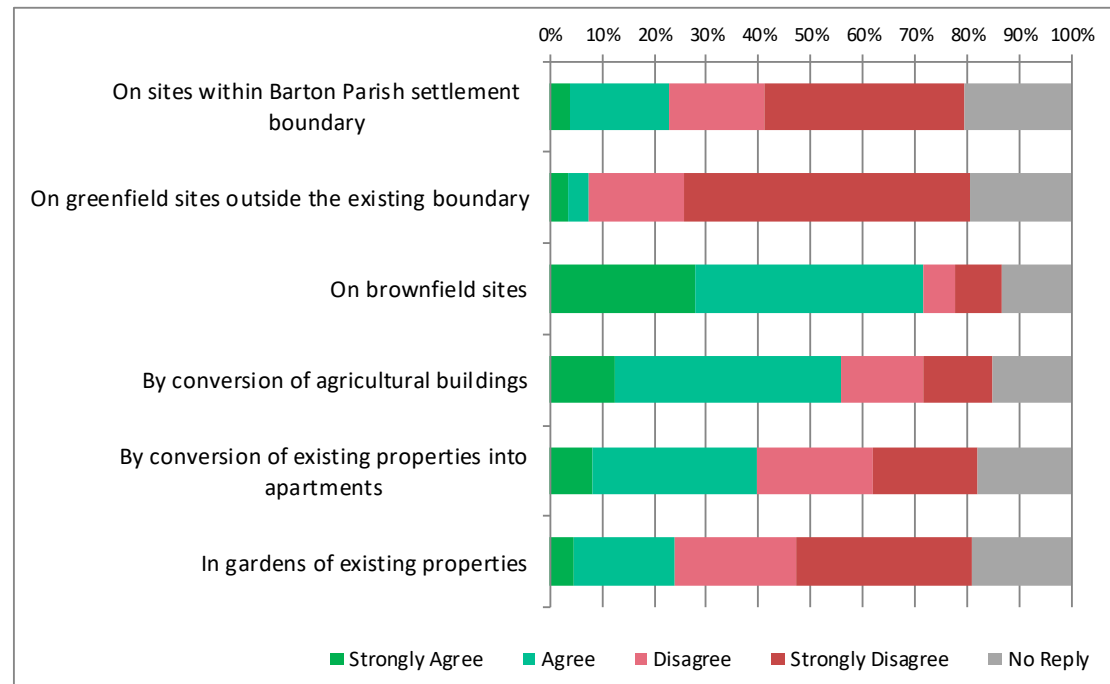 0% 10% 20% 30% 40% 50% 60% 70% 80% 90% 100%
On sites within Barton Parish settlement
boundary
On greenfield sites outside the existing boundary
On brownfield sites
By conversion of agricultural buildings
By conversion of existing properties into
apartments
In gardens of existing properties
Strongly Agree Agree Disagree Strongly Disagree No Reply